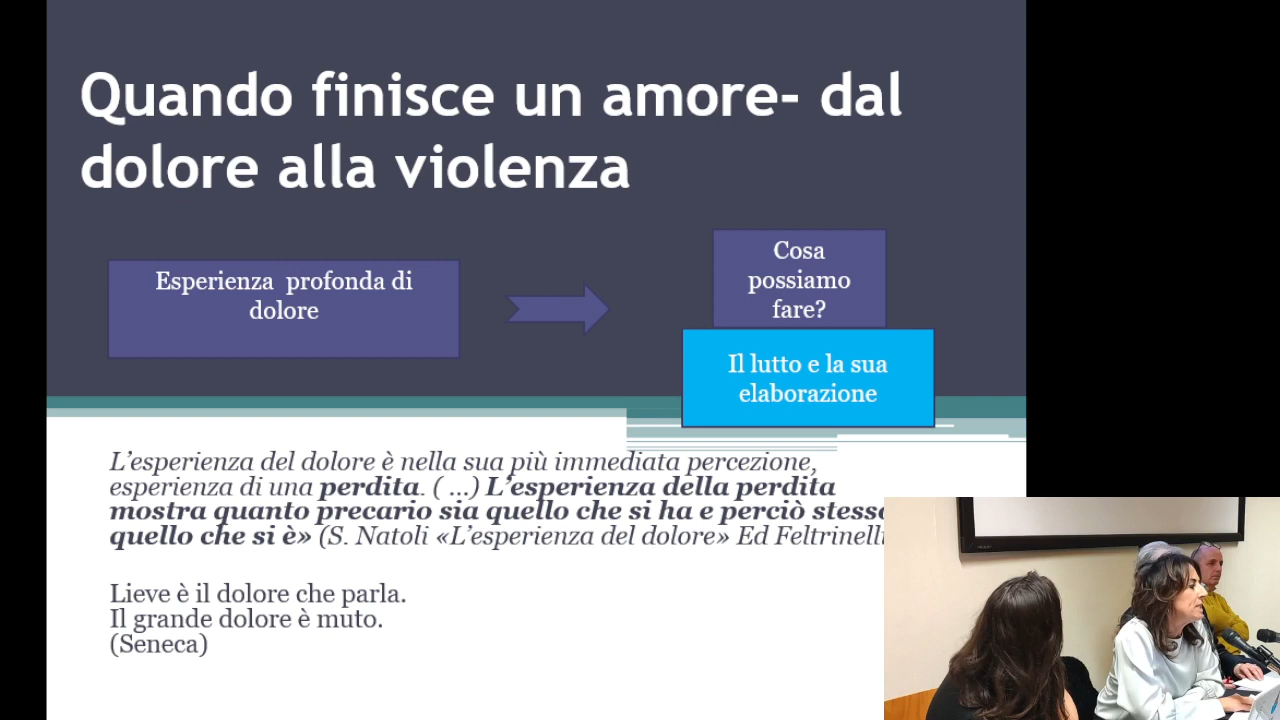 Quando finisce un amore- dal
dolore alla violenza
Esperienza profonda di
dolore
Cosa
possiamo
fare?
Il lutto e la sua
elaborazione
L’esperienza del dolore è nella sua più immediata percezione,
esperienza di una perdita. ( ...) L’esperienza della perdita
mostra quanto precario sia quello che si ha e perciò stesso
quello che si è» (S. Natoli «L’esperienza del dolore» Ed Feltrinelli
Lieve è il dolore che parla.
Il grande dolore è muto.
(Seneca)